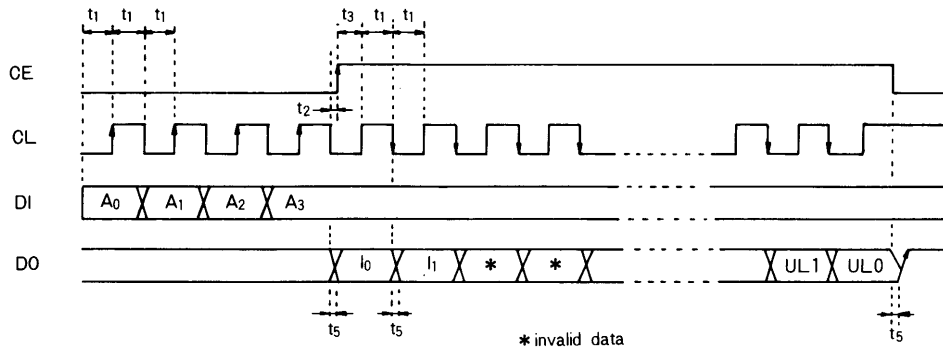 t₁ t₁ t₁ t₃ t₁ t₁
CE
t₂
CL
DI A₀ A₁ A₂ A₃
DO I₀ I₁ * * UL1 UL0
t₅ t₅ t₅
* invalid data